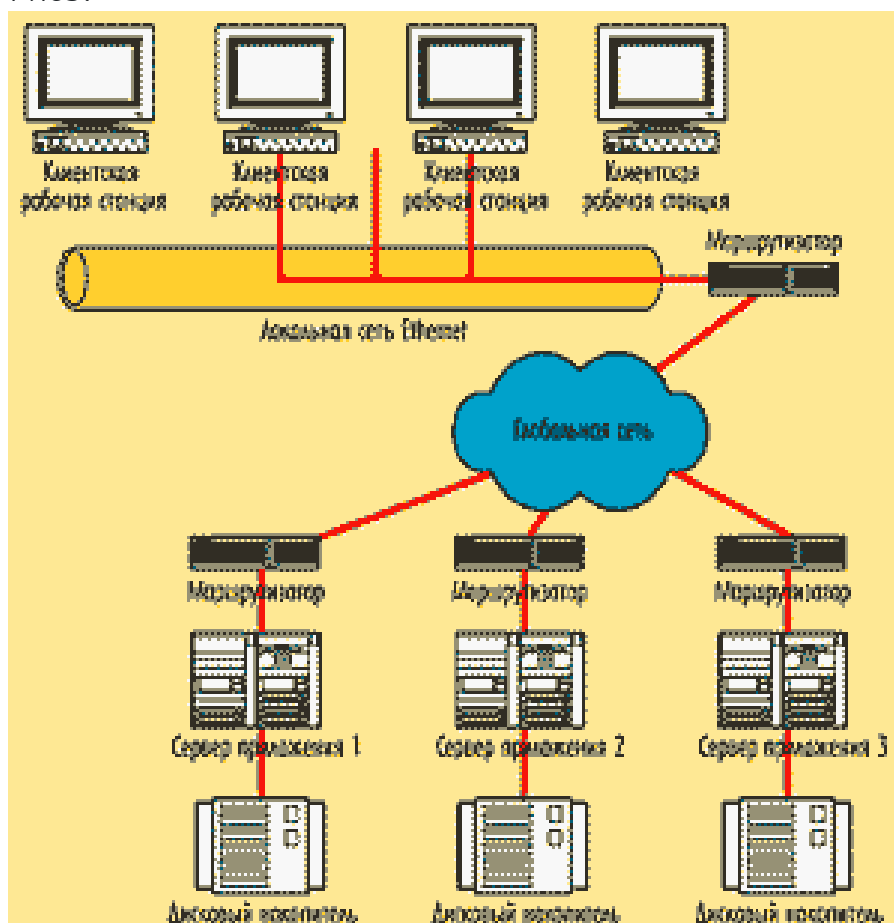 Клиентская Клиентская Клиентская Клиентская
рабочая станция рабочая станция рабочая станция рабочая станция
Маршрутизатор
Локальная сеть Ethernet
Глобальная сеть
Маршрутизатор Маршрутизатор Маршрутизатор
Сервер приложения 1 Сервер приложения 2 Сервер приложения 3
Дисковый накопитель Дисковый накопитель Дисковый накопитель